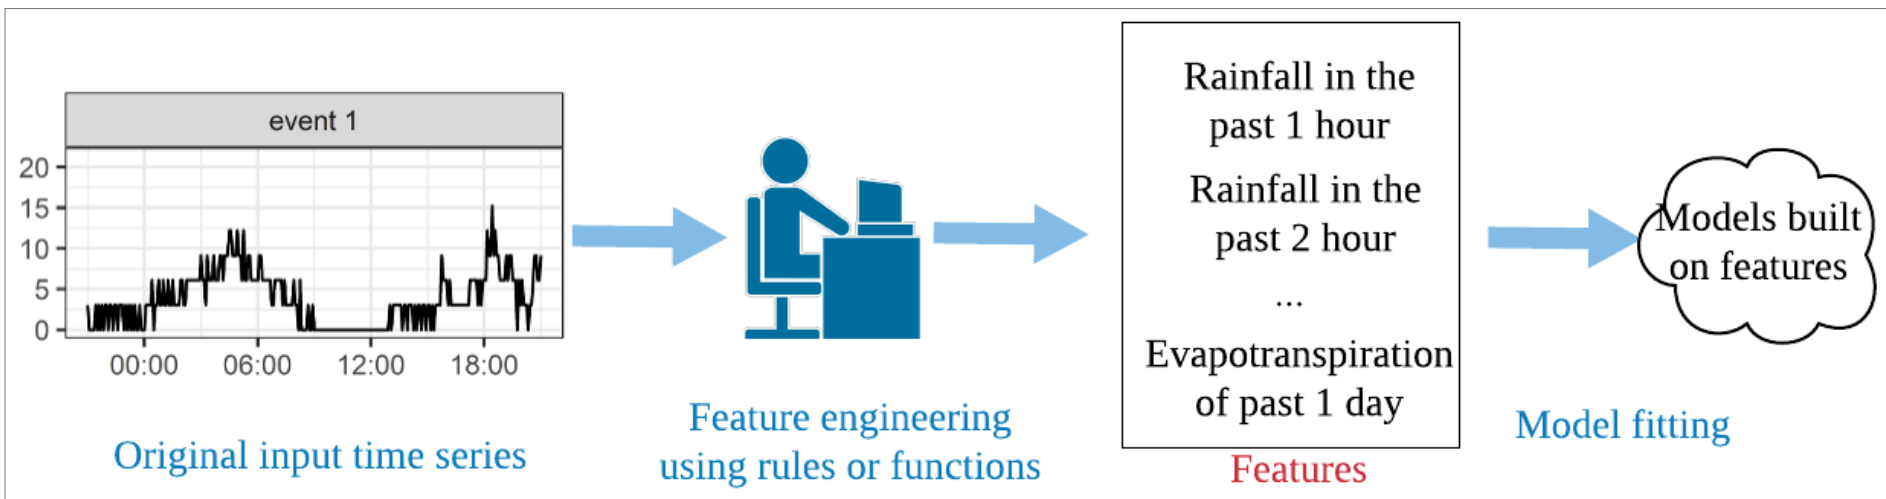 event 1
20
15
10
5
0
00:00 06:00 12:00 18:00
Original input time series
Feature engineering
using rules or functions
Rainfall in the
past 1 hour
Rainfall in the
past 2 hour
...
Evapotranspiration
of past 1 day
Features
Models built
on features
Model fitting